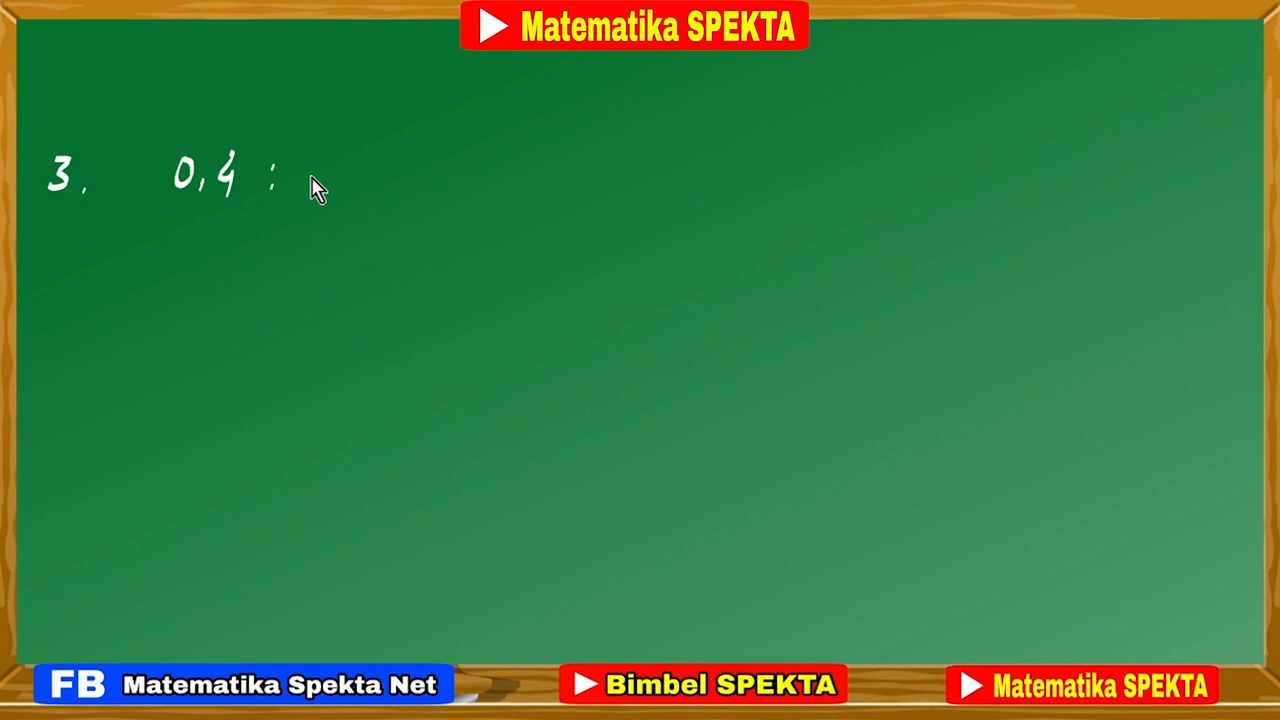 Matematika SPEKTA
3. 0,4 :
FB Matematika Spekta Net
Bimbel SPEKTA
Matematika SPEKTA